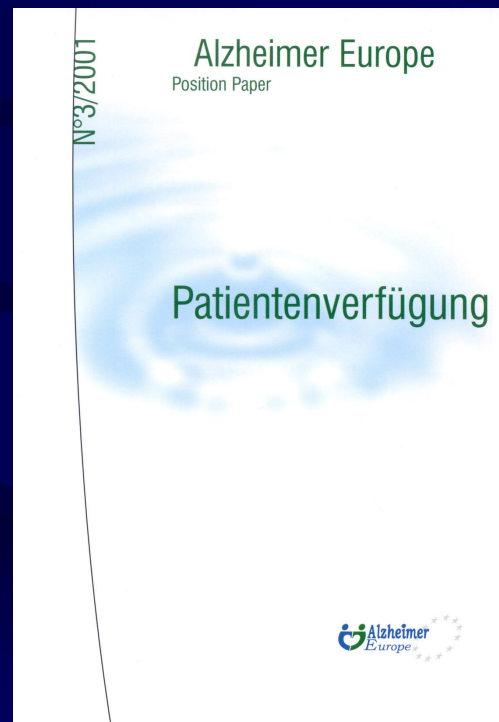 N°3/2001
Alzheimer Europe
Position Paper
Patientenverfügung
Alzheimer
Europe